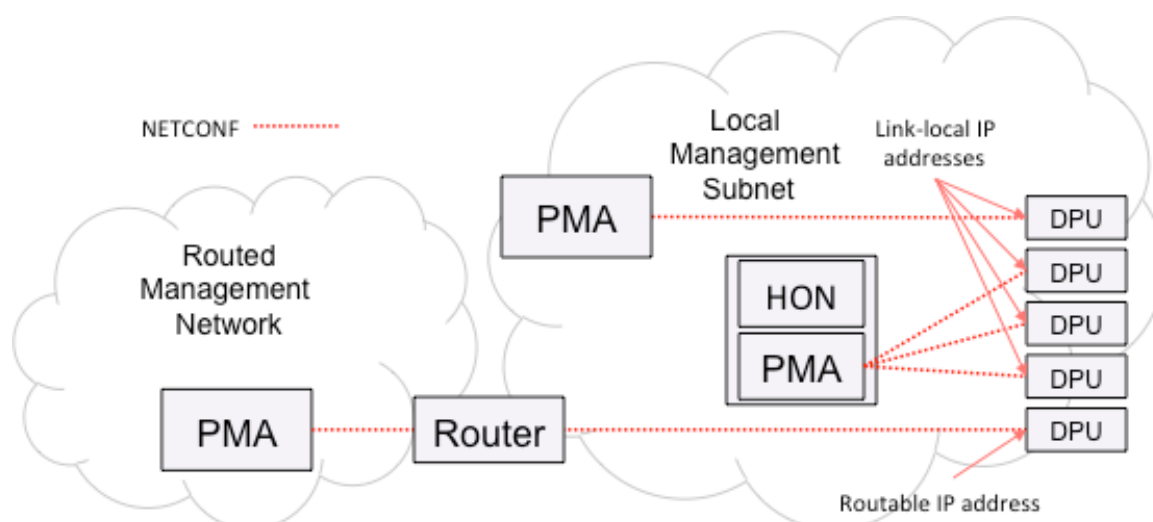 NETCONF
Local
Management
Subnet
Link-local IP
addresses
PMA
DPU
DPU
DPU
DPU
DPU
HON
PMA
Routed
Management
Network
PMA
Router
Routable IP address